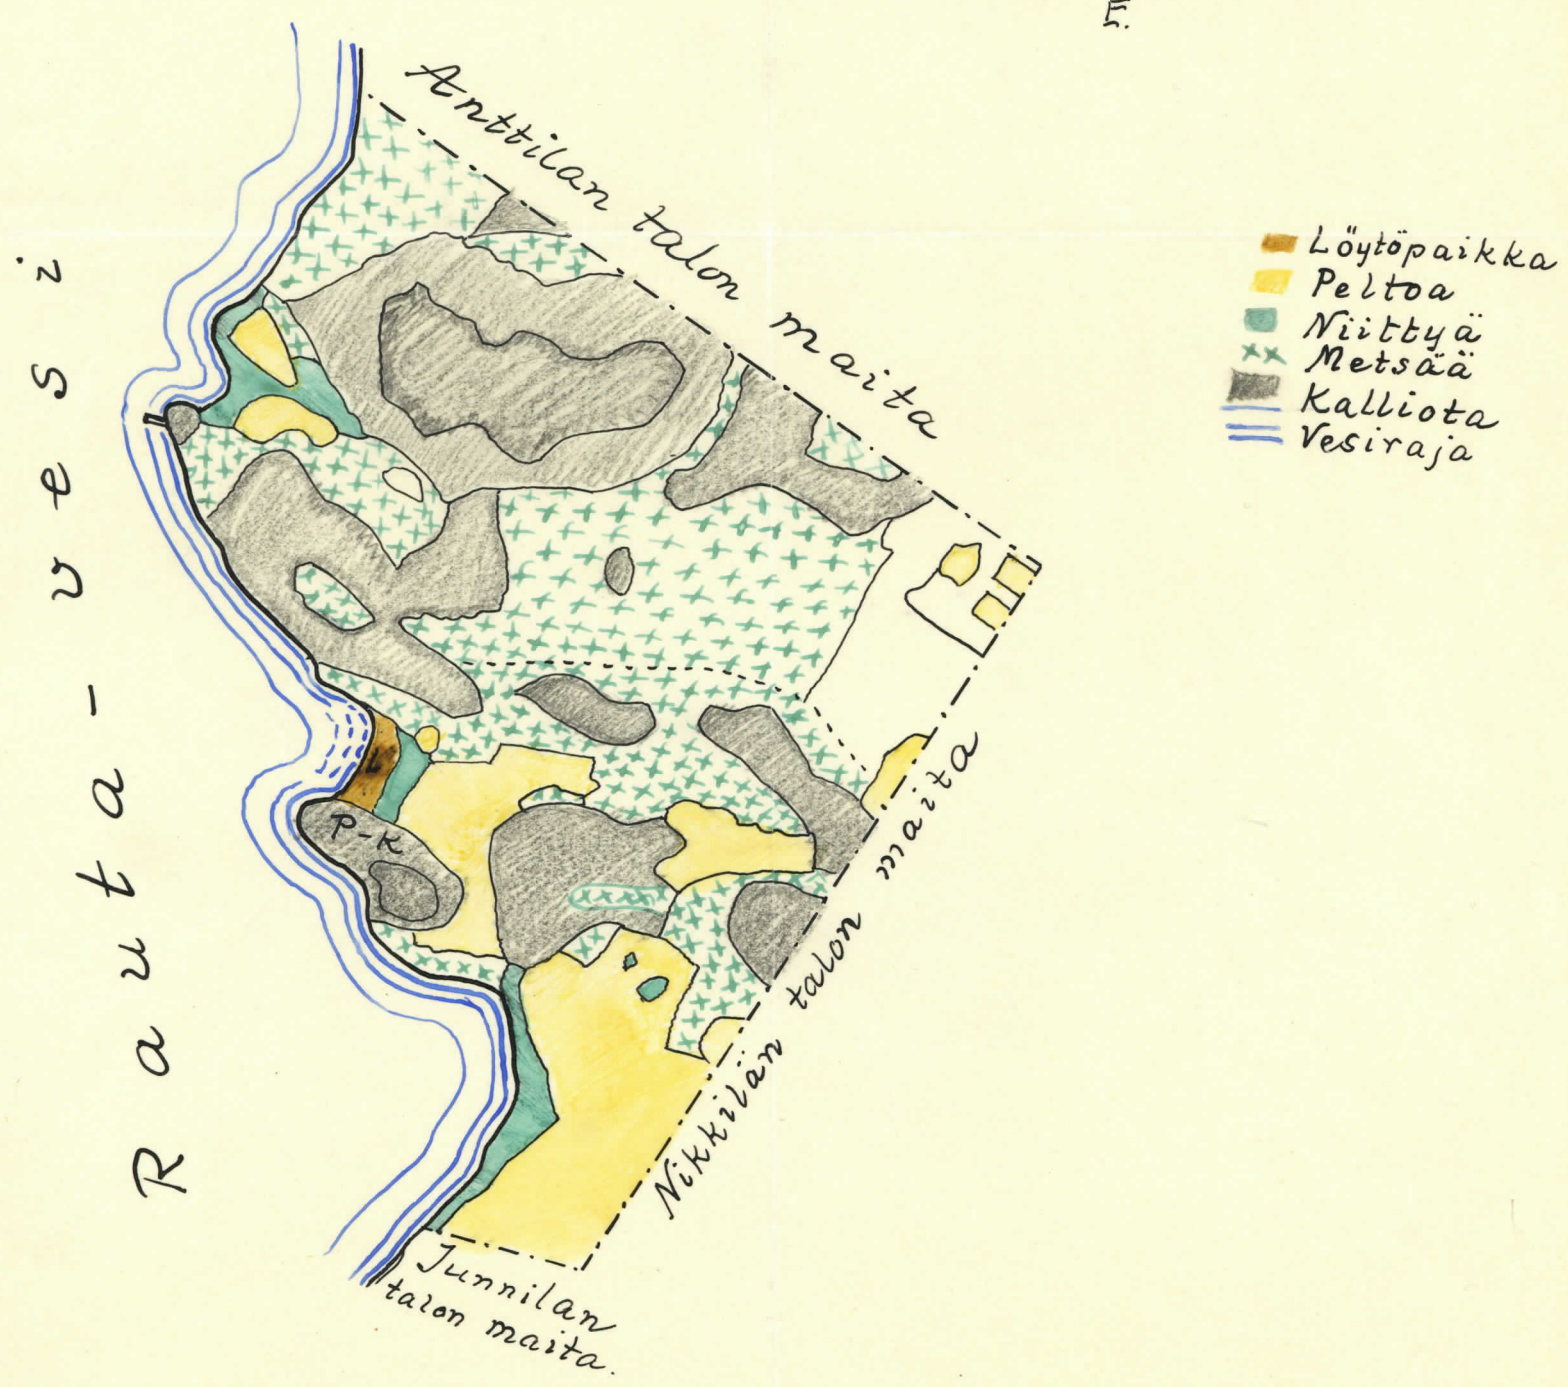 E.
Anttilan talon maita
Rauta-vesi
Löytöpaikka
Peltoa
Niittyä
Metsää
Kalliota
Vesiraja
L
P-K
Nikkilän talon maita
Junnilan
talon maita.